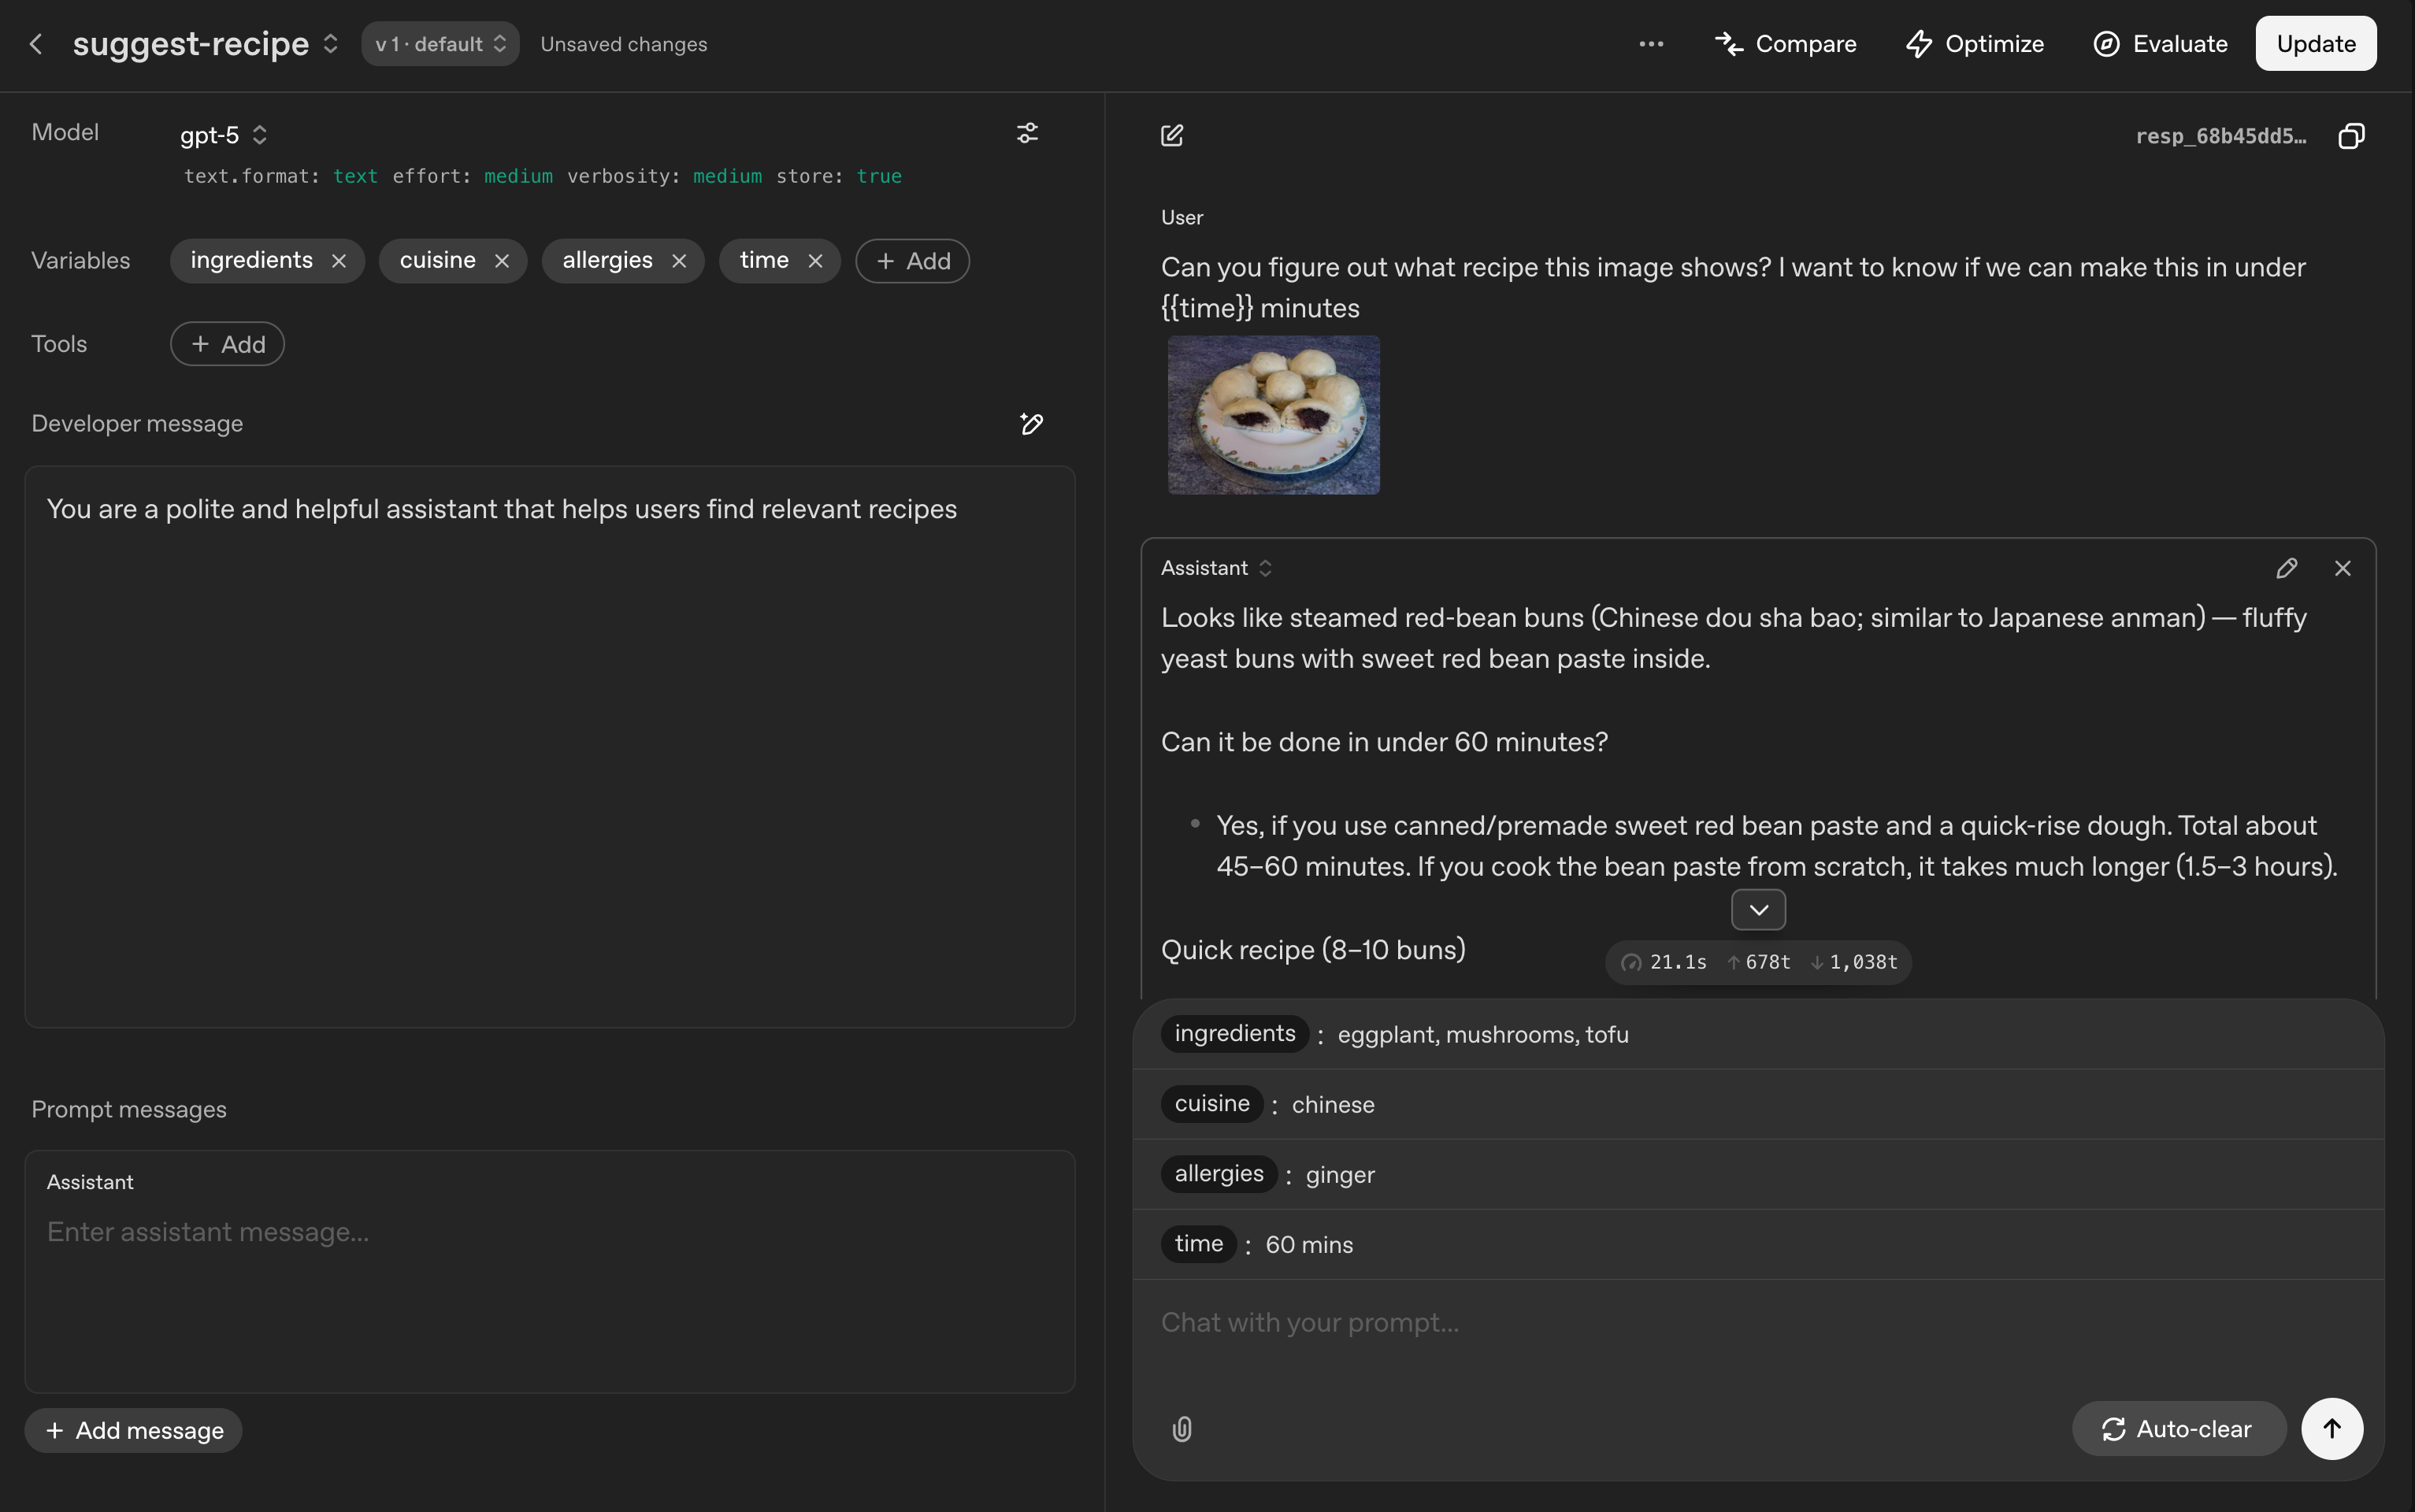 suggest-recipe
v 1 · default
Unsaved changes
Compare
Optimize
Evaluate
Update
Model
gpt-5
text.format: text effort: medium verbosity: medium store: true
Variables
ingredients
cuisine
allergies
time
+ Add
Tools
+ Add
Developer message
You are a polite and helpful assistant that helps users find relevant recipes
Prompt messages
Assistant
Enter assistant message...
+ Add message
resp_68b45dd5…
User
Can you figure out what recipe this image shows? I want to know if we can make this in under
{{time}} minutes
Assistant
Looks like steamed red-bean buns (Chinese dou sha bao; similar to Japanese anman) — fluffy
yeast buns with sweet red bean paste inside.
Can it be done in under 60 minutes?
• Yes, if you use canned/premade sweet red bean paste and a quick-rise dough. Total about
45–60 minutes. If you cook the bean paste from scratch, it takes much longer (1.5–3 hours).
Quick recipe (8–10 buns)
21.1s ↑678t ↓1,038t
ingredients : eggplant, mushrooms, tofu
cuisine : chinese
allergies : ginger
time : 60 mins
Chat with your prompt...
Auto-clear